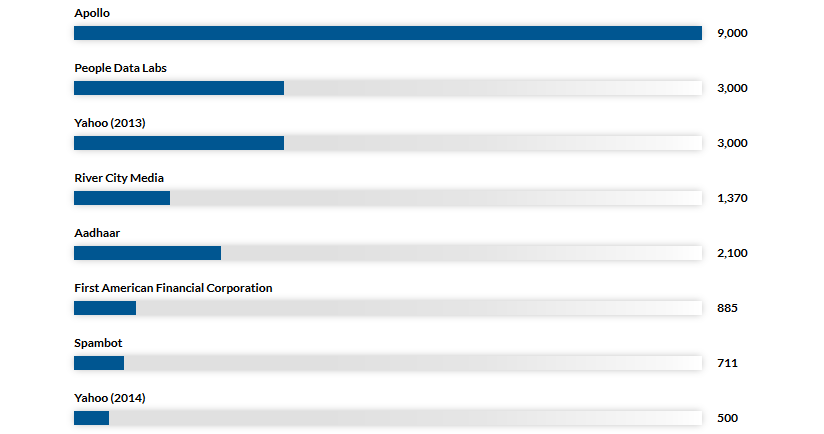 Apollo
9,000
People Data Labs
3,000
Yahoo (2013)
3,000
River City Media
1,370
Aadhaar
2,100
First American Financial Corporation
885
Spambot
711
Yahoo (2014)
500